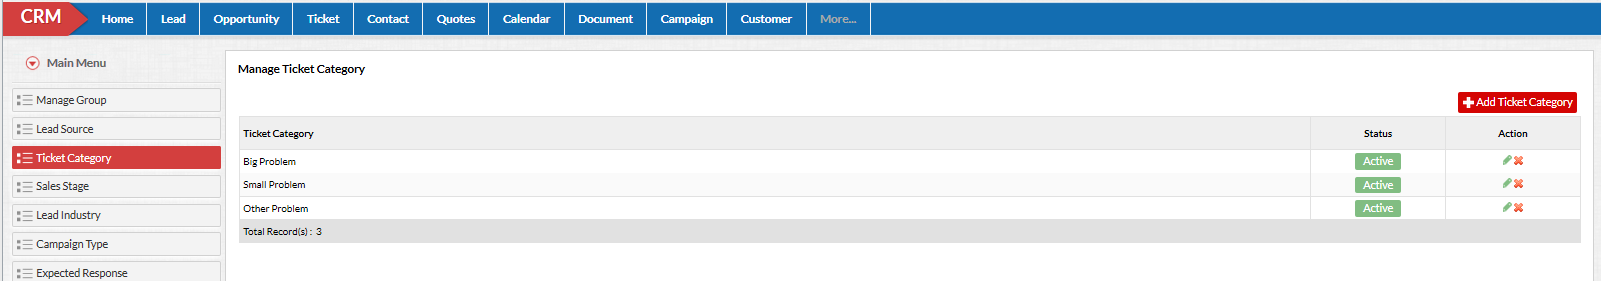 CRM Home Lead Opportunity Ticket Contact Quotes Calendar Document Campaign Customer More...
Main Menu
Manage Group
Lead Source
Ticket Category
Sales Stage
Lead Industry
Campaign Type
Expected Response
Manage Ticket Category
Add Ticket Category
Ticket Category Status Action
Big Problem Active
Small Problem Active
Other Problem Active
Total Record(s) : 3